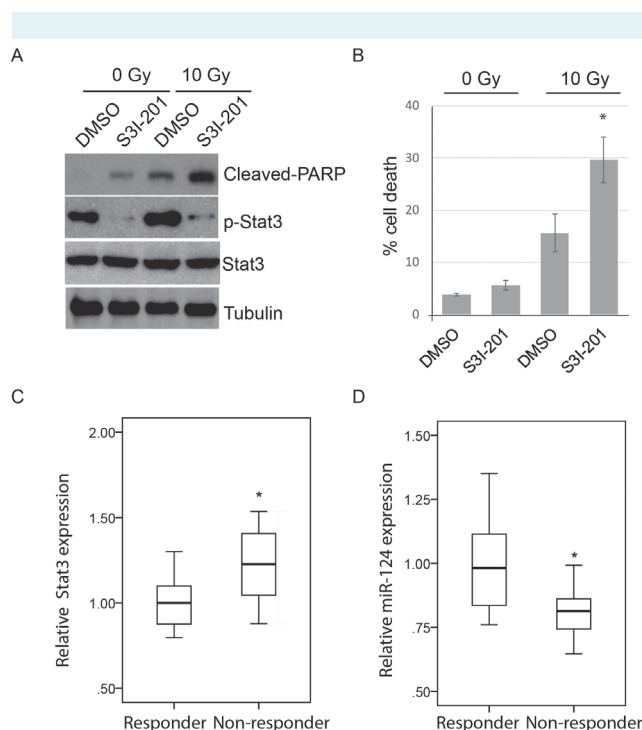 A
0 Gy 10 Gy
DMSO S3I-201 DMSO S3I-201
Cleaved-PARP
p-Stat3
Stat3
Tubulin
B
0 Gy 10 Gy
% cell death
40
30
20
10
0
DMSO S3I-201 DMSO S3I-201
*
C
Relative Stat3 expression
2.00
1.50
1.00
.50
*
Responder Non-responder
D
Relative miR-124 expression
1.50
1.25
1.00
0.75
.50
*
Responder Non-responder